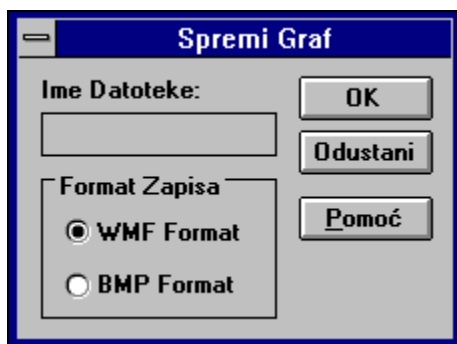 Spremi Graf
Ime Datoteke:
OK
Odustani
Format Zapisa
Pomoć
WMF Format
BMP Format